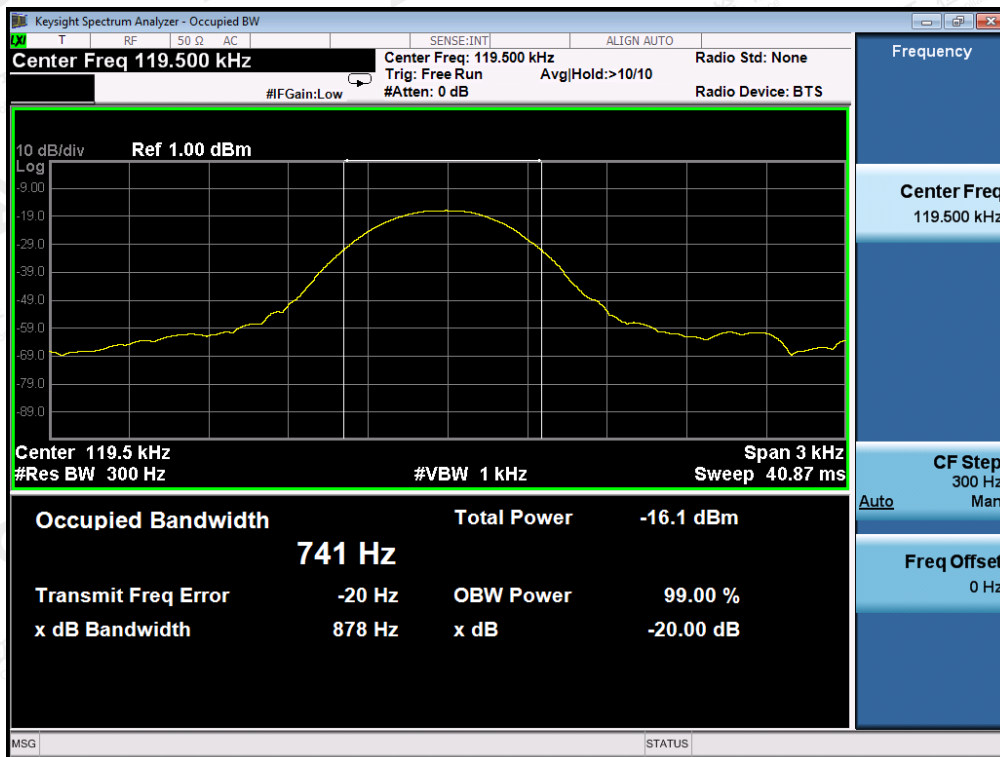 Keysight Spectrum Analyzer - Occupied BW
LXI T RF 50 Ω AC SENSE:INT ALIGN AUTO
Center Freq 119.500 kHz
Center Freq: 119.500 kHz
Radio Std: None
Trig: Free Run Avg|Hold:>10/10
#IFGain:Low
#Atten: 0 dB
Radio Device: BTS
10 dB/div Ref 1.00 dBm
Log
-9.00
-19.0
-29.0
-39.0
-49.0
-59.0
-69.0
-79.0
-89.0
Center 119.5 kHz Span 3 kHz
#Res BW 300 Hz #VBW 1 kHz Sweep 40.87 ms
Occupied Bandwidth Total Power -16.1 dBm
741 Hz
Transmit Freq Error -20 Hz OBW Power 99.00 %
x dB Bandwidth 878 Hz x dB -20.00 dB
MSG STATUS
Frequency
Center Freq
119.500 kHz
CF Step
300 Hz
Auto Man
Freq Offset
0 Hz